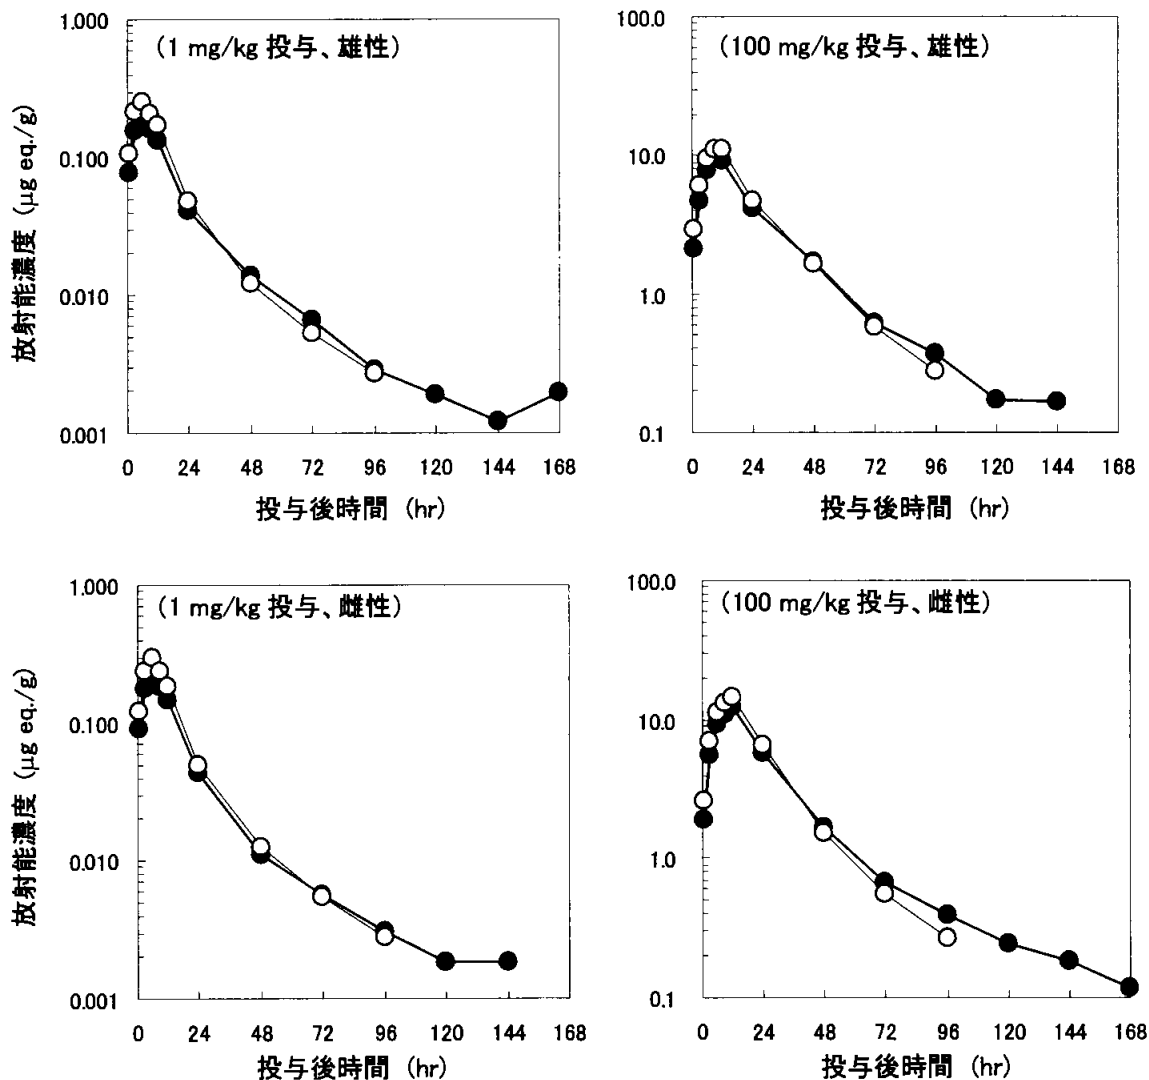 (1 mg/kg 投与、雄性)
1.000
0.100
0.010
0.001
放射能濃度 (μg eq./g)
0 24 48 72 96 120 144 168
投与後時間 (hr)
(100 mg/kg 投与、雄性)
100.0
10.0
1.0
0.1
0 24 48 72 96 120 144 168
投与後時間 (hr)
(1 mg/kg 投与、雌性)
1.000
0.100
0.010
0.001
放射能濃度 (μg eq./g)
0 24 48 72 96 120 144 168
投与後時間 (hr)
(100 mg/kg 投与、雌性)
100.0
10.0
1.0
0.1
0 24 48 72 96 120 144 168
投与後時間 (hr)